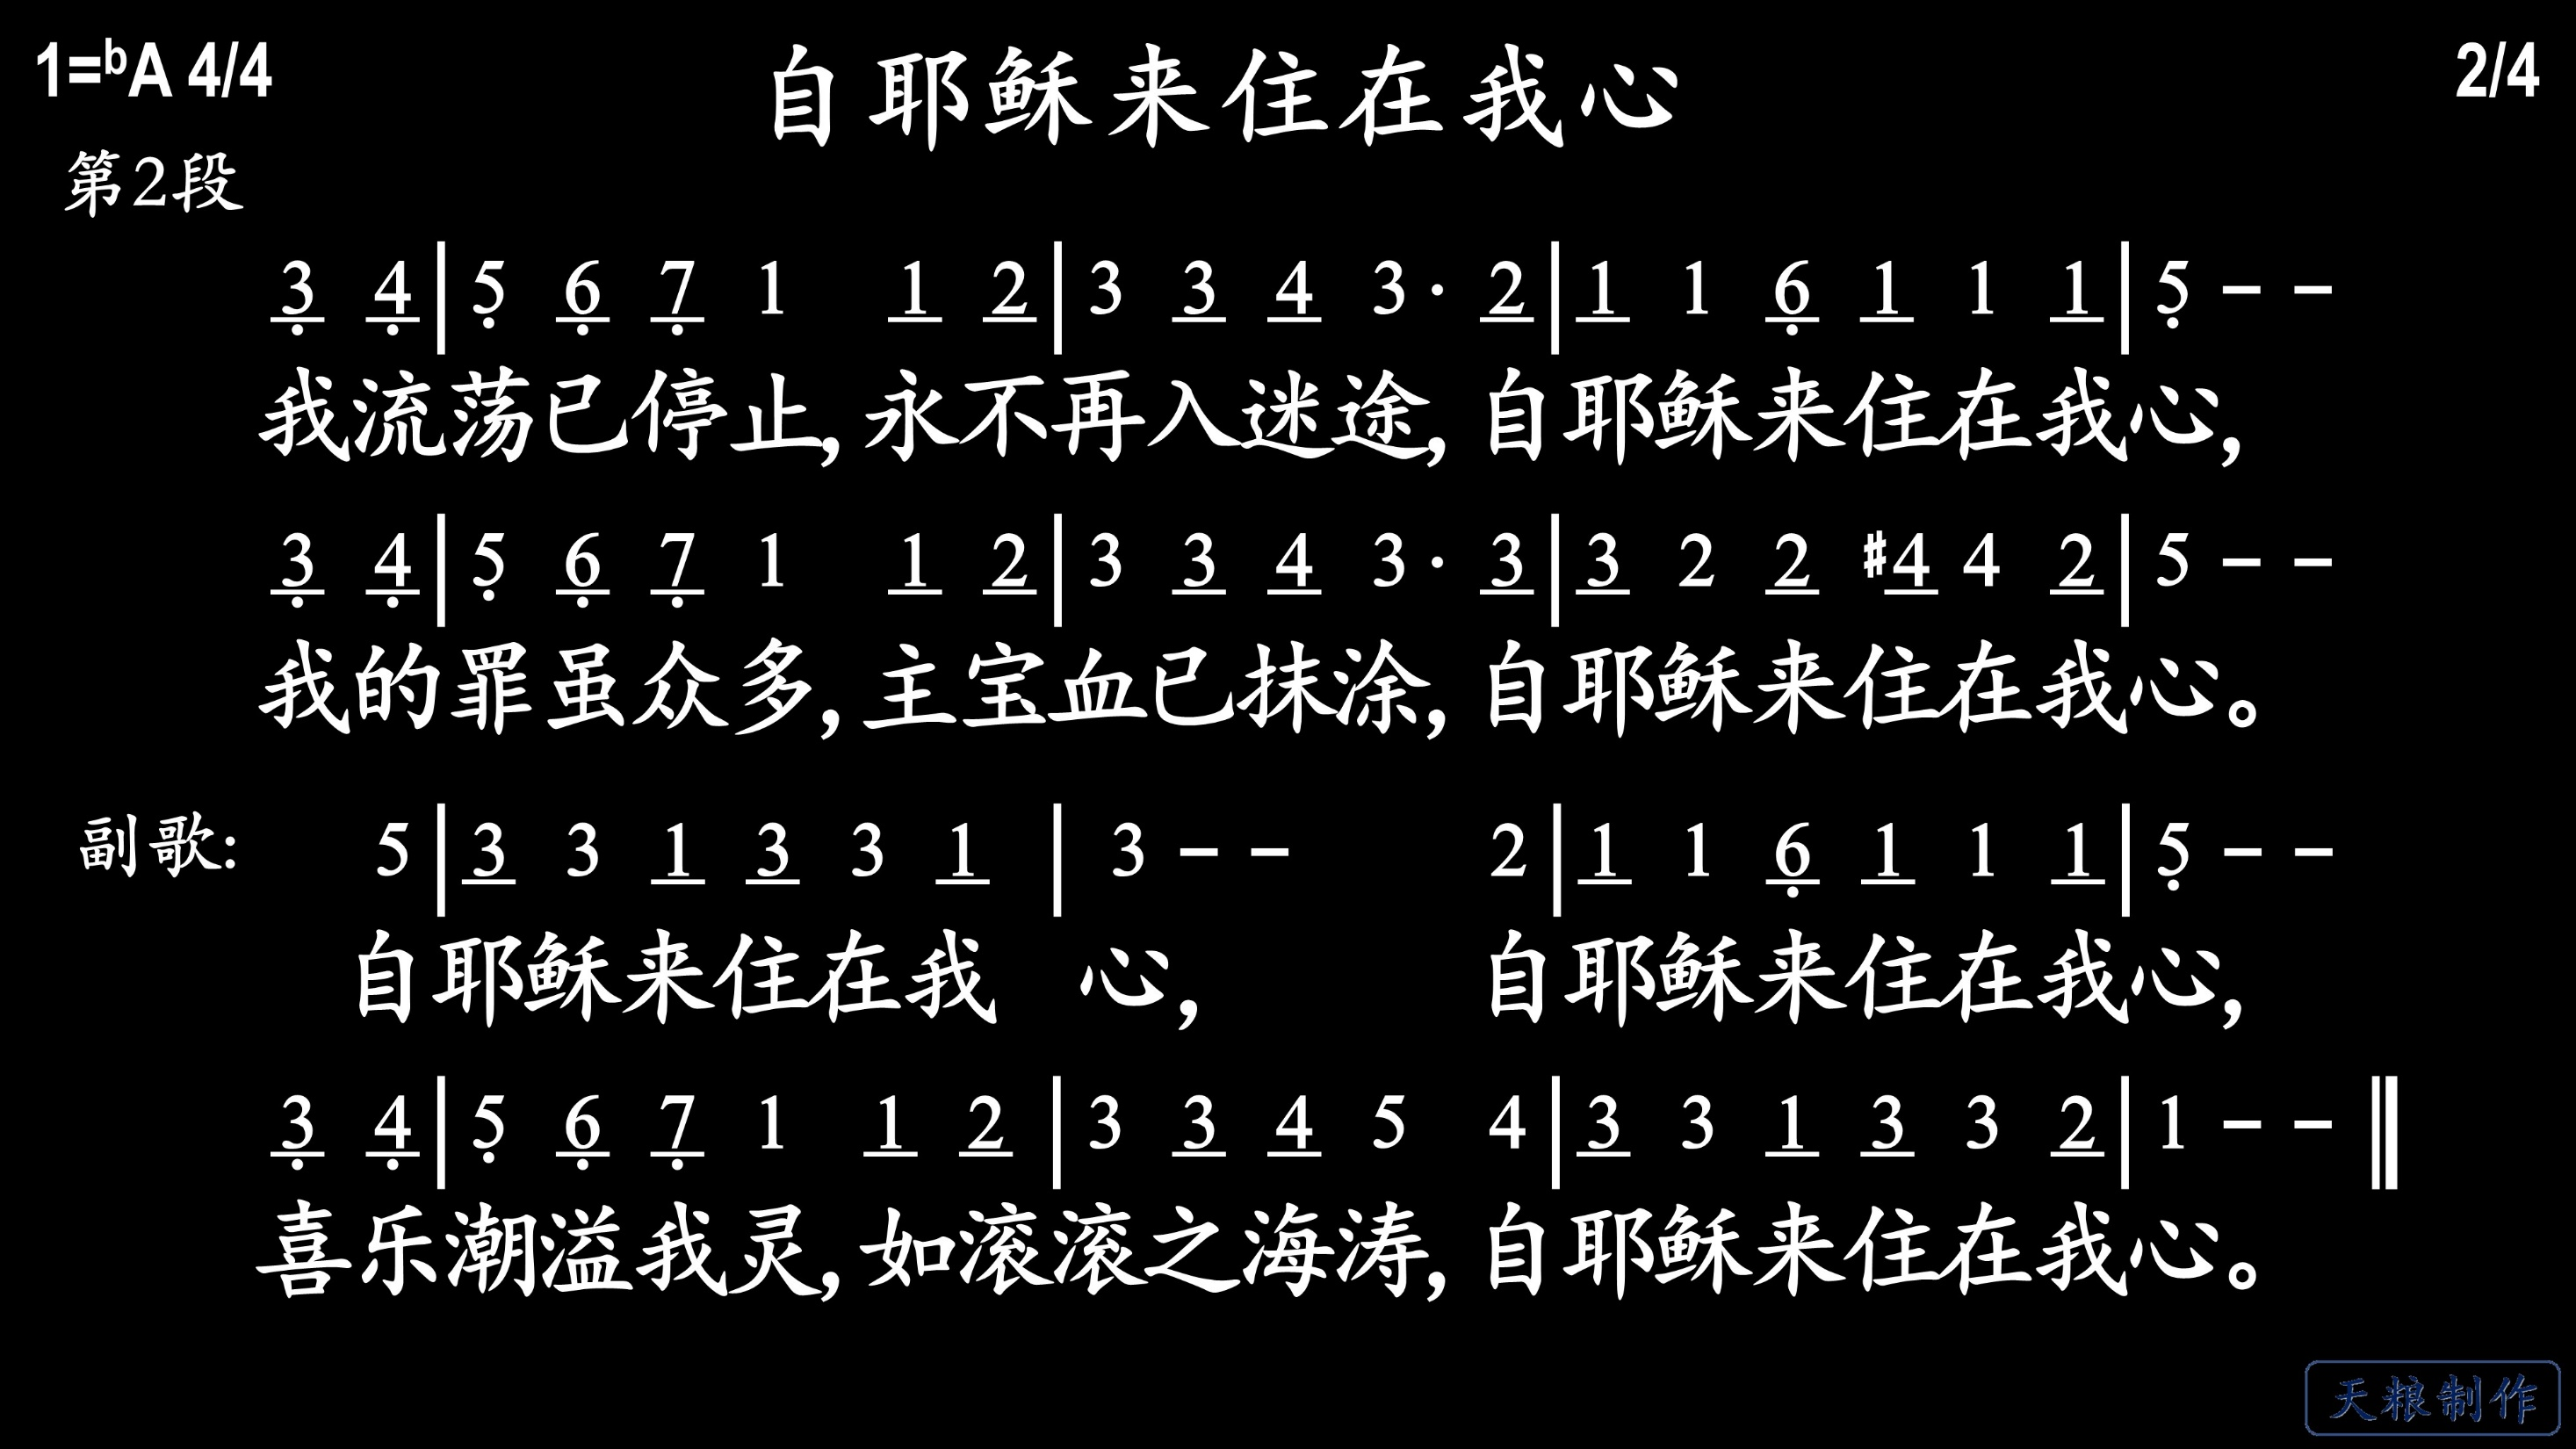 1=ᵇA 4/4
自耶稣来住在我心
2/4
第2段
3 4 | 5 6 7 1 1 2 | 3 3 4 3 · 2 | 1 1 6 1 1 1 | 5 – –
我流荡已停止, 永不再入迷途, 自耶稣来住在我心,
3 4 | 5 6 7 1 1 2 | 3 3 4 3 · 3 | 3 2 2 #4 4 2 | 5 – –
我的罪虽众多, 主宝血已抹涂, 自耶稣来住在我心。
副歌: 5 | 3 3 1 3 3 1 | 3 – – 2 | 1 1 6 1 1 1 | 5 – –
自耶稣来住在我 心, 自耶稣来住在我心,
3 4 | 5 6 7 1 1 2 | 3 3 4 5 4 | 3 3 1 3 3 2 | 1 – – ‖
喜乐潮溢我灵, 如滚滚之海涛, 自耶稣来住在我心。
天粮制作